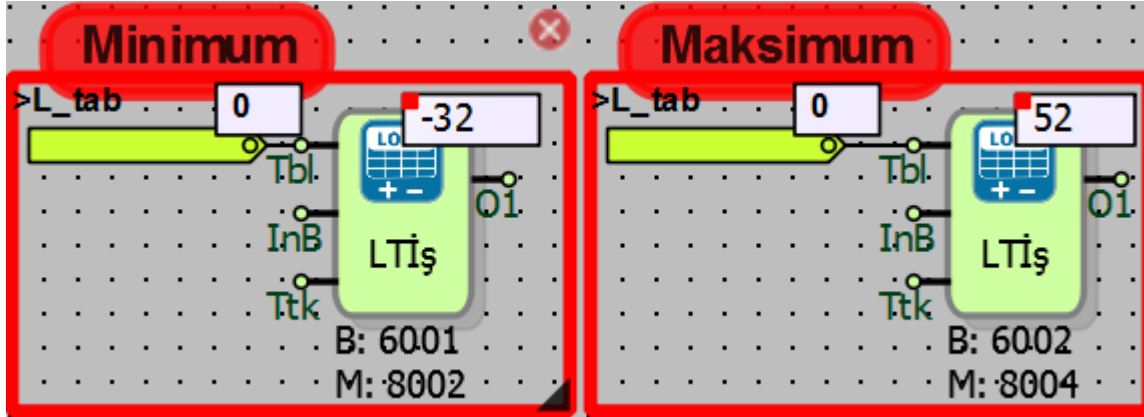 Minimum
>L_tab
0
-32
LO
Tbl
InB
Ttk
O1
LTİş
B: 6001
M: 8002
Maksimum
>L_tab
0
52
LO
Tbl
InB
Ttk
O1
LTİş
B: 6002
M: 8004